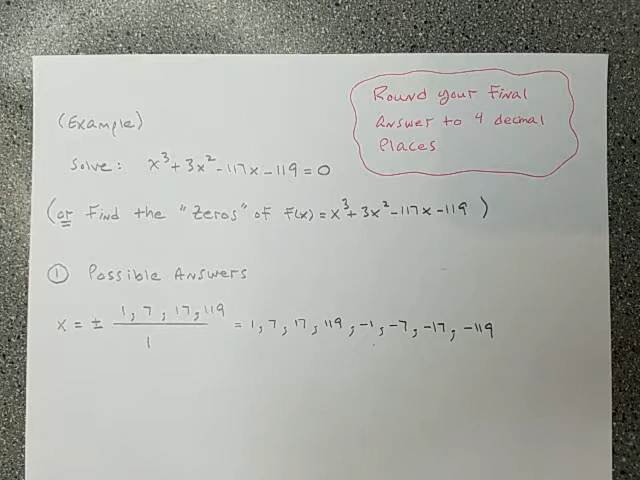 Round your Final
Answer to 4 decimal
Places
(Example)
Solve: x³+3x²-117x-119=0
(or Find the "Zeros" of F(x)=x³+3x²-117x-119)
① Possible Answers
x = ± 1, 7, 17, 119 / 1 = 1, 7, 17, 119, -1, -7, -17, -119